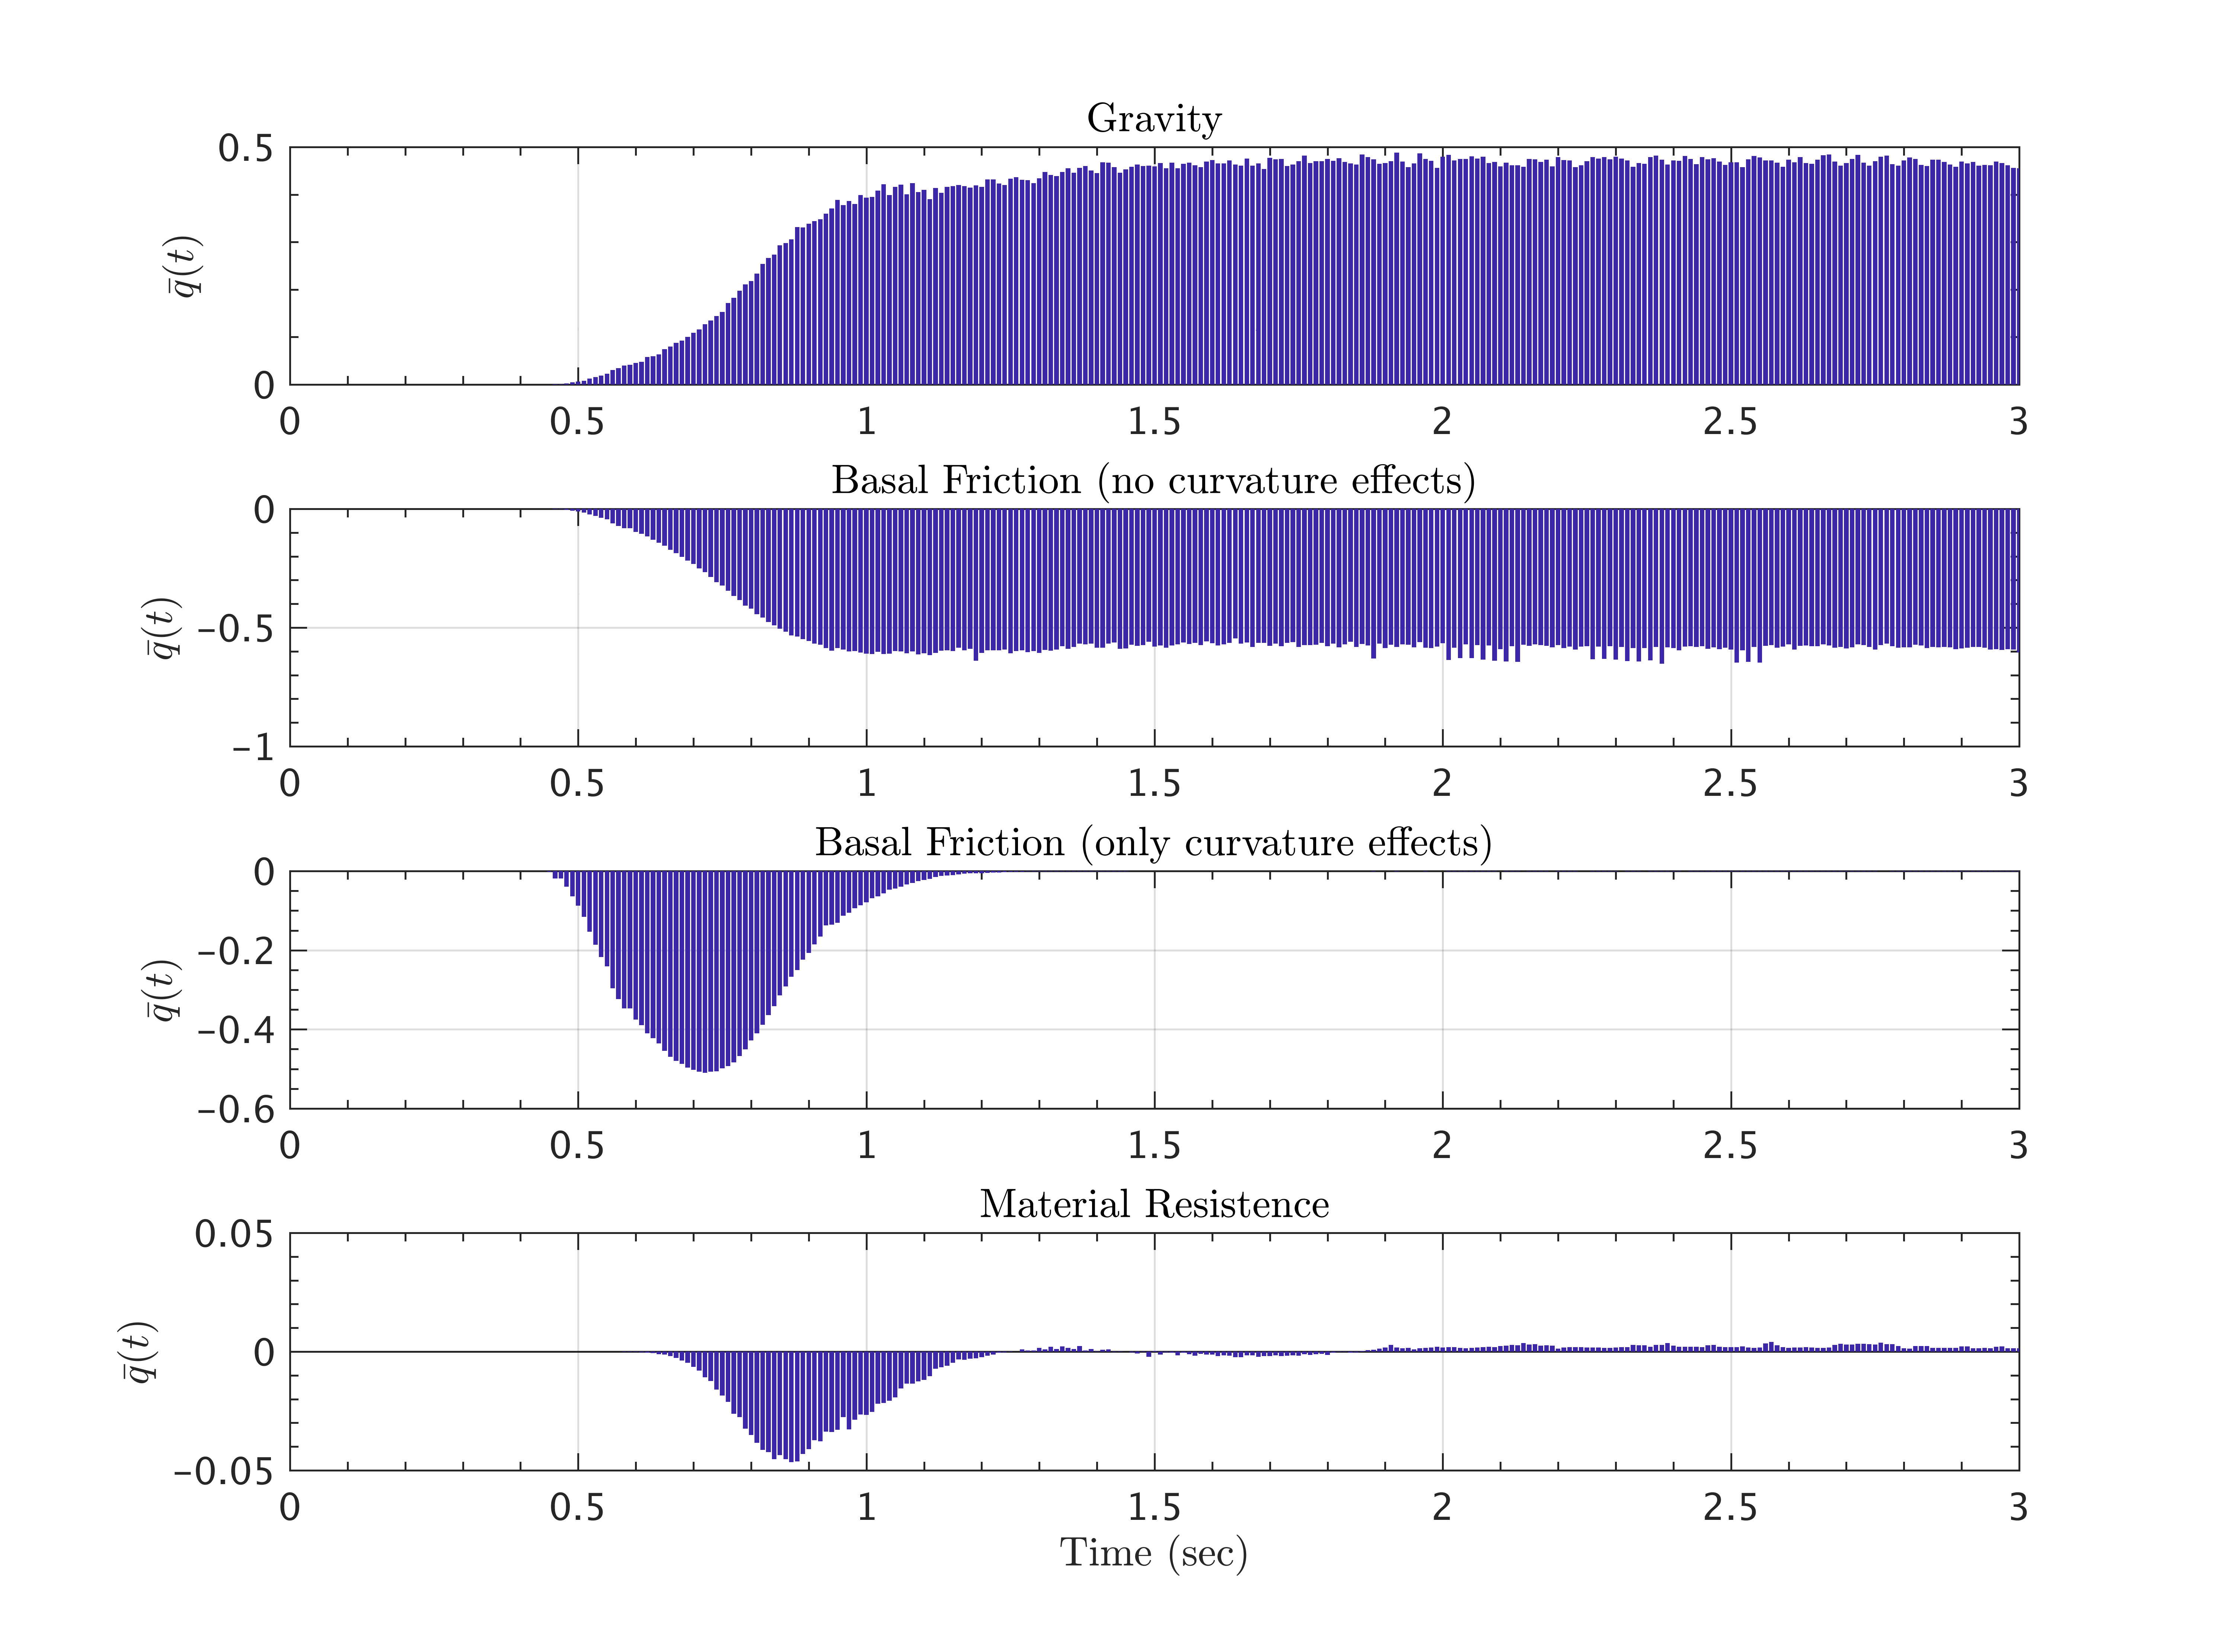 Gravity
0.5
0
q̄(t)
0 0.5 1 1.5 2 2.5 3
Basal Friction (no curvature effects)
0
−0.5
−1
q̄(t)
0 0.5 1 1.5 2 2.5 3
Basal Friction (only curvature effects)
0
−0.2
−0.4
−0.6
q̄(t)
0 0.5 1 1.5 2 2.5 3
Material Resistence
0.05
0
−0.05
q̄(t)
0 0.5 1 1.5 2 2.5 3
Time (sec)